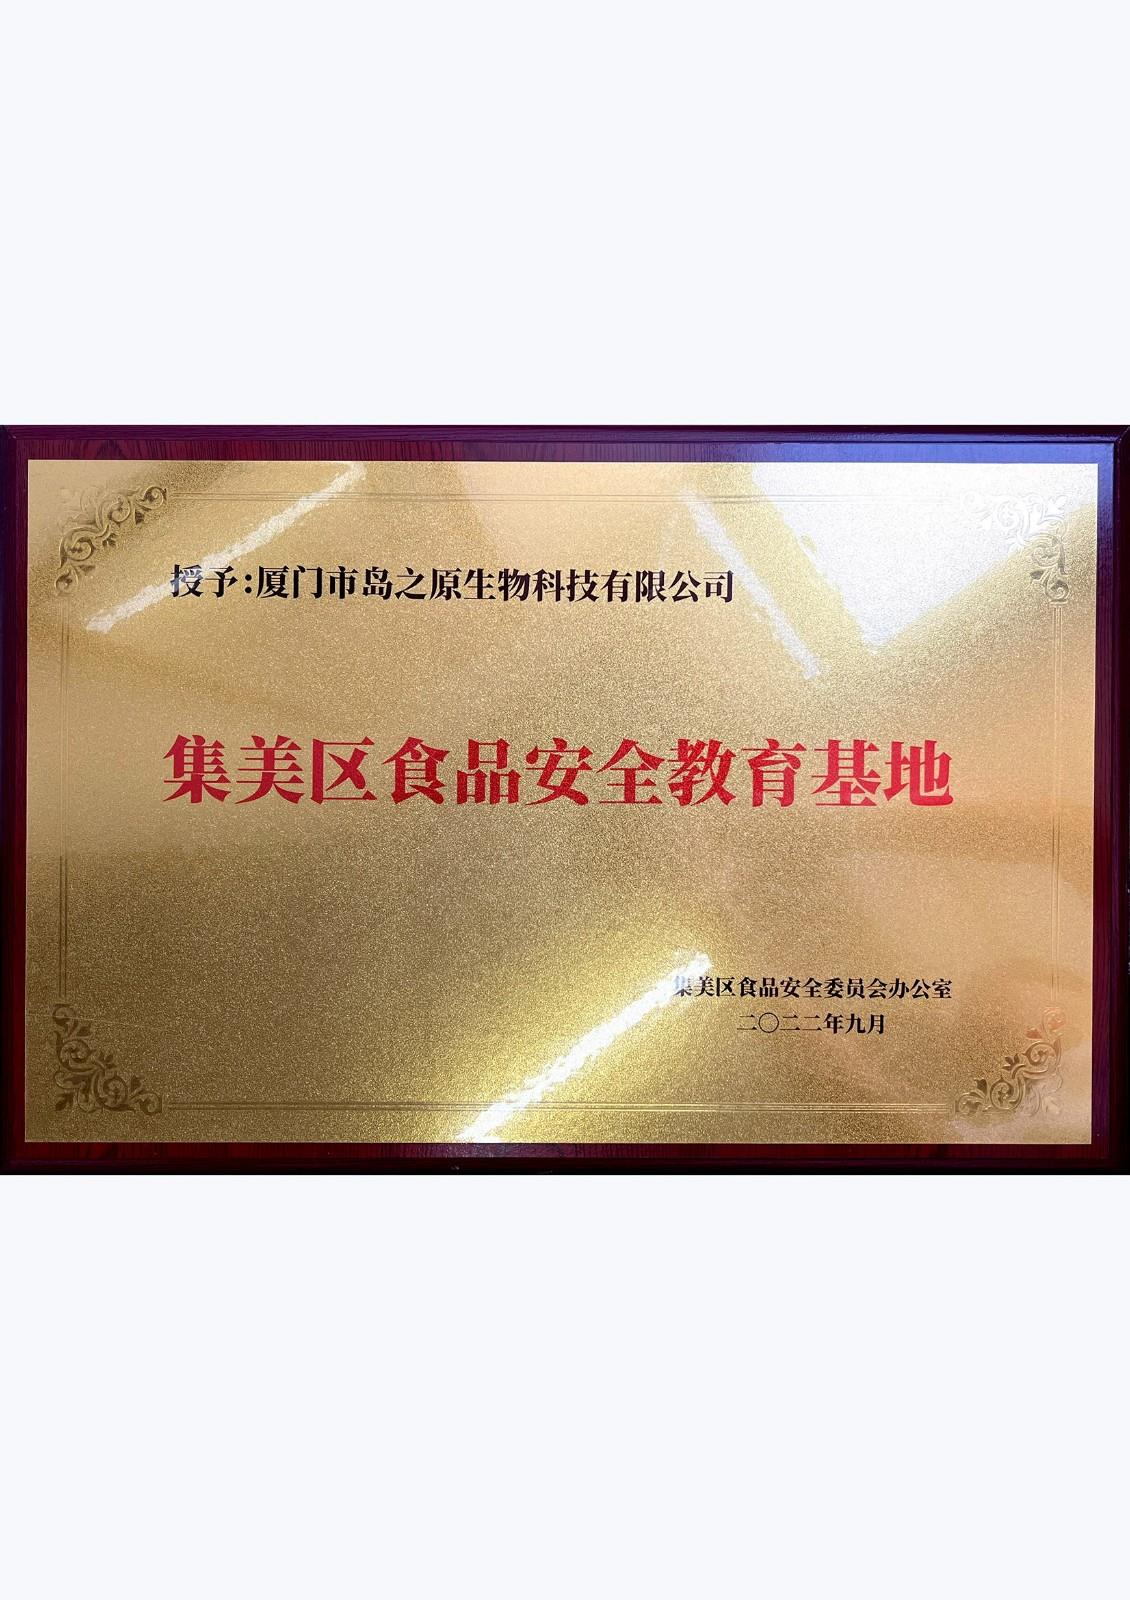 授予:厦门市岛之原生物科技有限公司
集美区食品安全教育基地
集美区食品安全委员会办公室
二〇二二年九月